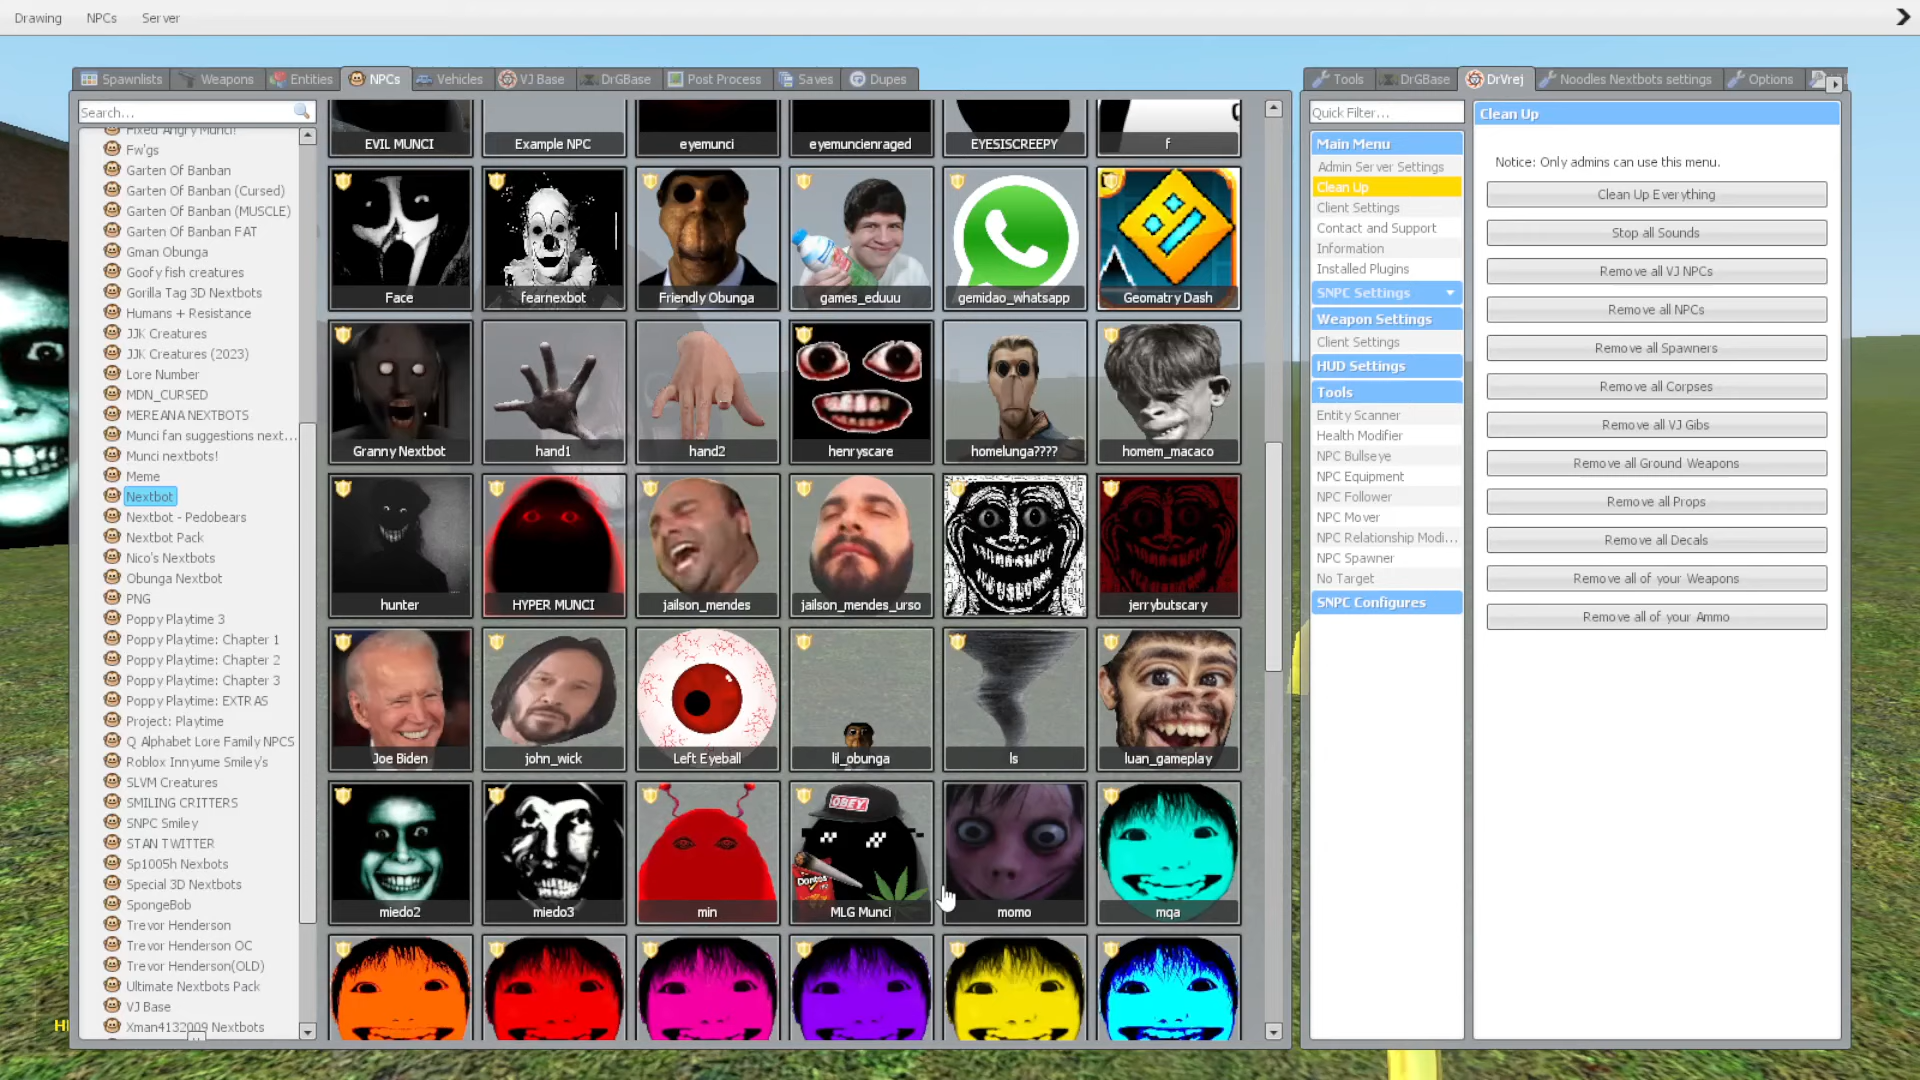 Drawing NPCs Server
Spawnlists Weapons Entities NPCs Vehicles VJ Base DrGBase Post Process Saves Dupes
Search...
Fixed Angry Munci!
Fw'gs
Garten Of Banban
Garten Of Banban (Cursed)
Garten Of Banban (MUSCLE)
Garten Of Banban FAT
Gman Obunga
Goofy fish creatures
Gorilla Tag 3D Nextbots
Humans + Resistance
JJK Creatures
JJK Creatures (2023)
Lore Number
MDN_CURSED
MEREANA NEXTBOTS
Munci fan suggestions next...
Munci nextbots!
Meme
Nextbot
Nextbot - Pedobears
Nextbot Pack
Nico's Nextbots
Obunga Nextbot
PNG
Poppy Playtime 3
Poppy Playtime: Chapter 1
Poppy Playtime: Chapter 2
Poppy Playtime: Chapter 3
Poppy Playtime: EXTRAS
Project: Playtime
Q Alphabet Lore Family NPCS
Roblox Innyume Smiley's
SLVM Creatures
SMILING CRITTERS
SNPC Smiley
STAN TWITTER
Sp1005h Nexbots
Special 3D Nextbots
SpongeBob
Trevor Henderson
Trevor Henderson OC
Trevor Henderson(OLD)
Ultimate Nextbots Pack
VJ Base
Xman4132009 Nextbots
EVIL MUNCI Example NPC eyemunci eyemuncienraged EYESISCREEPY f
Face fearnexbot Friendly Obunga games_eduuu gemidao_whatsapp Geomatry Dash
Granny Nextbot hand1 hand2 henryscare homelunga???? homem_macaco
hunter HYPER MUNCI jailson_mendes jailson_mendes_urso jerrybutscary
Joe Biden john_wick Left Eyeball lil_obunga ls luan_gameplay
OBEY
Doritos
miedo2 miedo3 min MLG Munci momo mqa
Tools DrGBase DrVrej Noodles Nextbots settings Options
Quick Filter...
Main Menu
Admin Server Settings
Clean Up
Client Settings
Contact and Support
Information
Installed Plugins
SNPC Settings
Weapon Settings
Client Settings
HUD Settings
Tools
Entity Scanner
Health Modifier
NPC Bullseye
NPC Equipment
NPC Follower
NPC Mover
NPC Relationship Modi...
NPC Spawner
No Target
SNPC Configures
Clean Up
Notice: Only admins can use this menu.
Clean Up Everything
Stop all Sounds
Remove all VJ NPCs
Remove all NPCs
Remove all Spawners
Remove all Corpses
Remove all VJ Gibs
Remove all Ground Weapons
Remove all Props
Remove all Decals
Remove all of your Weapons
Remove all of your Ammo